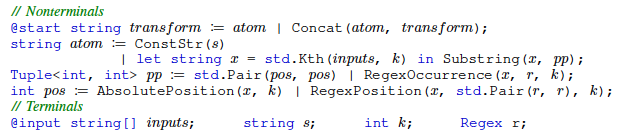 // Nonterminals
@start string transform := atom | Concat(atom, transform);
string atom := ConstStr(s)
| let string x = std.Kth(inputs, k) in Substring(x, pp);
Tuple<int, int> pp := std.Pair(pos, pos) | RegexOccurrence(x, r, k);
int pos := AbsolutePosition(x, k) | RegexPosition(x, std.Pair(r, r), k);
// Terminals
@input string[] inputs; string s; int k; Regex r;